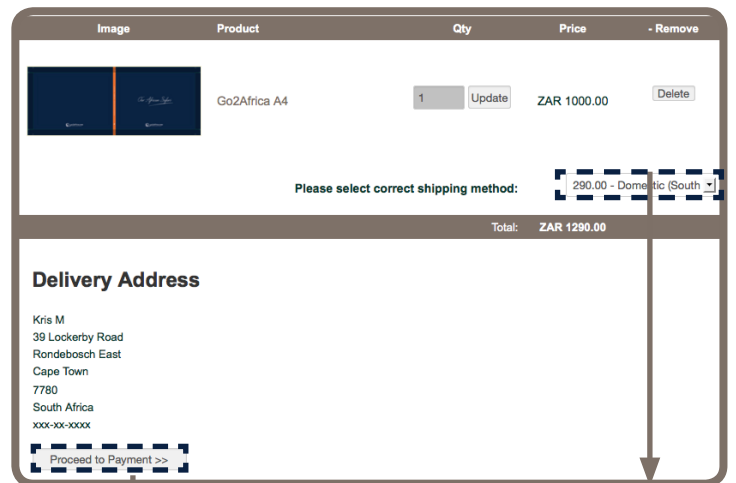 Image Product Qty Price - Remove
Go2Africa A4 1 Update ZAR 1000.00 Delete
Please select correct shipping method: 290.00 - Domestic (South
Total: ZAR 1290.00
Delivery Address
Kris M
39 Lockerby Road
Rondebosch East
Cape Town
7780
South Africa
xxx-xx-xxxx
Proceed to Payment >>